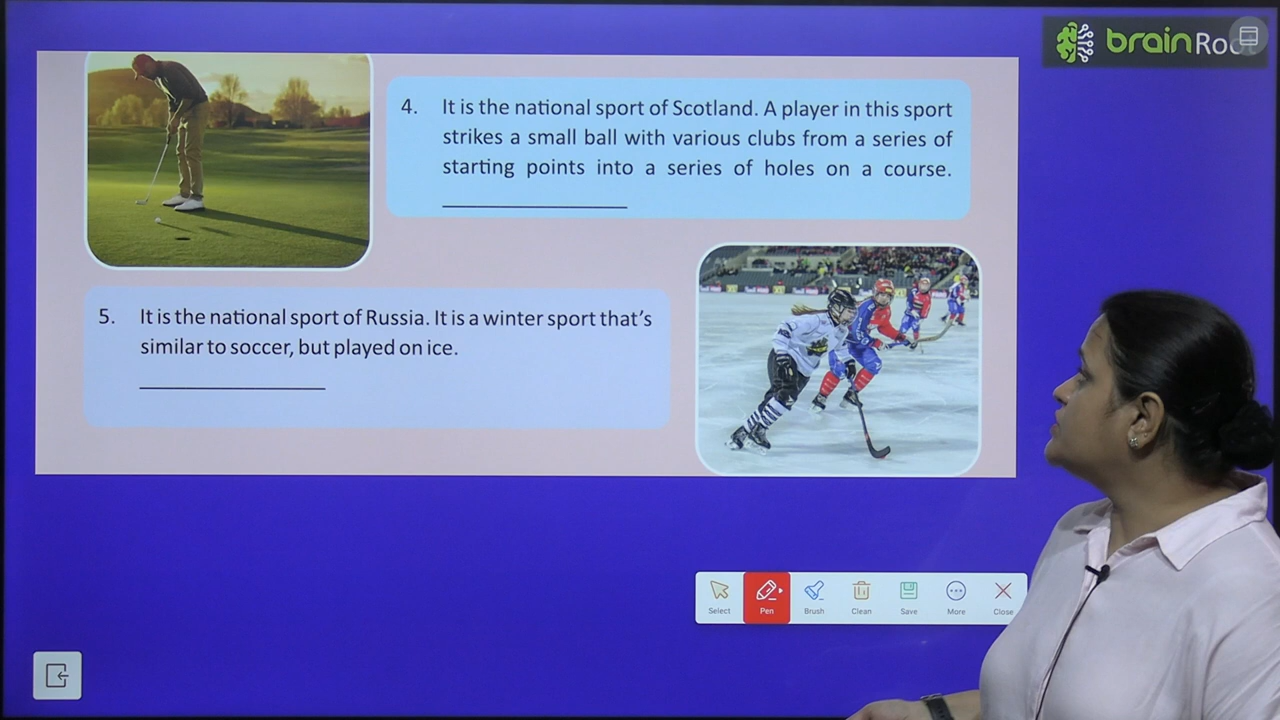 brainRo
4. It is the national sport of Scotland. A player in this sport
strikes a small ball with various clubs from a series of
starting points into a series of holes on a course.
5. It is the national sport of Russia. It is a winter sport that's
similar to soccer, but played on ice.
Select Pen Brush Clean Save More Close